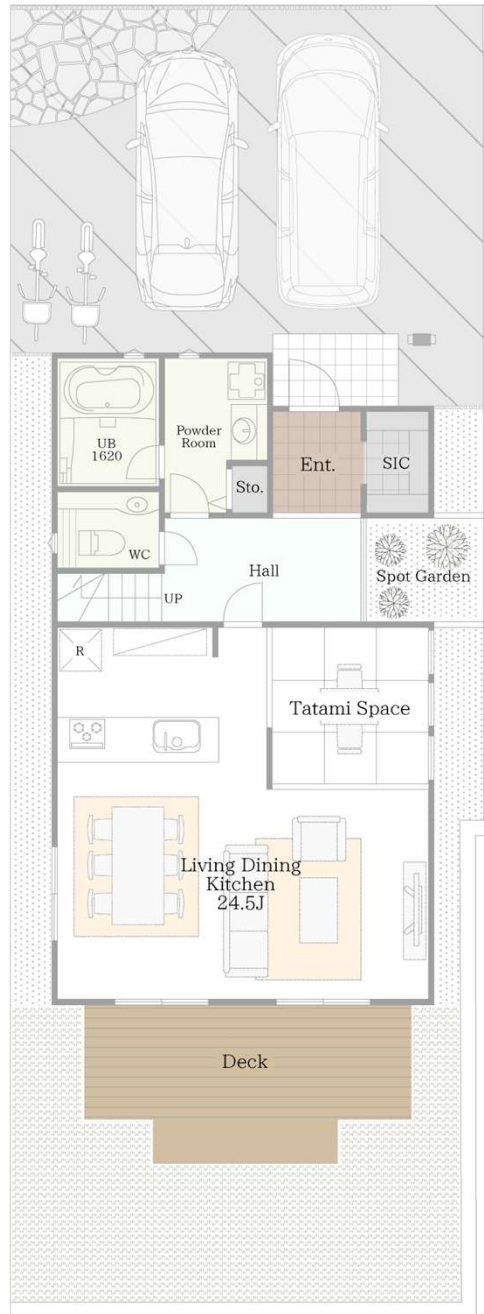 UB
1620
Powder
Room
Sto.
Ent.
SIC
WC
UP
Hall
Spot Garden
R
Tatami Space
Living Dining
Kitchen
24.5J
Deck